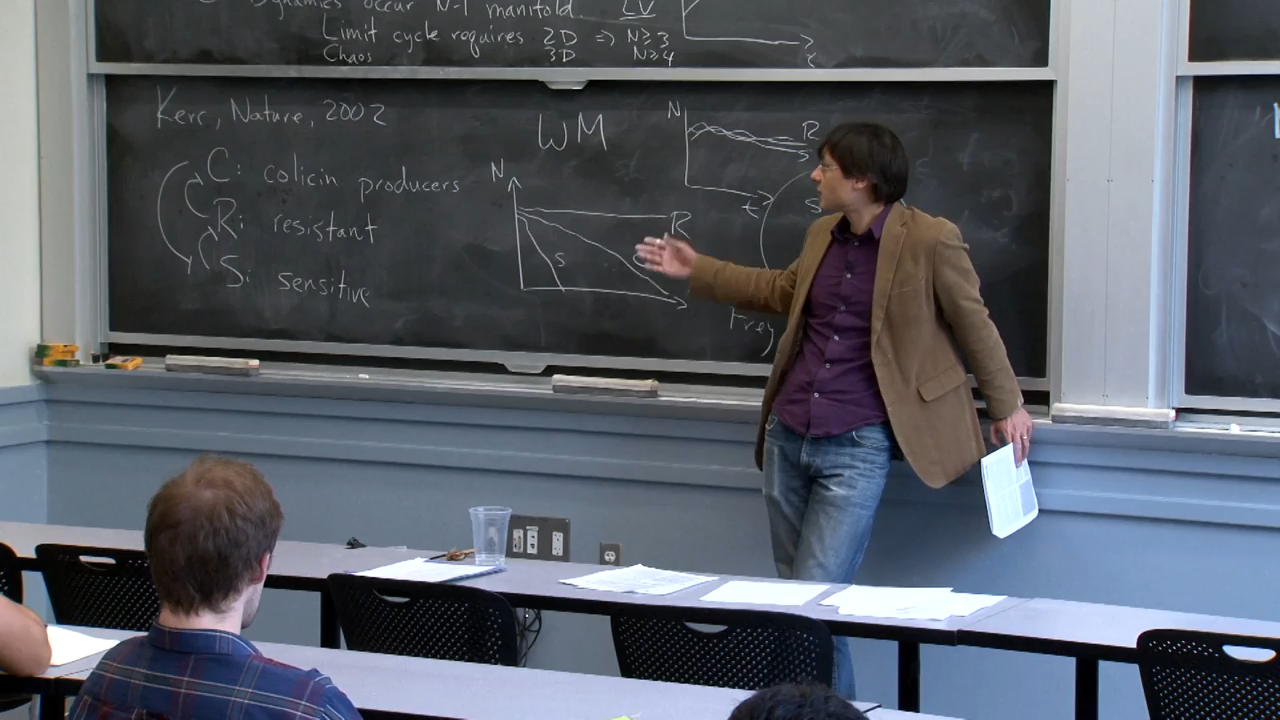 Dynamics occur N-1 manifold. LV
Limit cycle requires 2D ⇒ N≥3
Chaos 3D N≥4
τ
Kerr, Nature, 2002
C: colicin producers
R: resistant
S: sensitive
WM
N
S
R
N
R
t
S
Frey